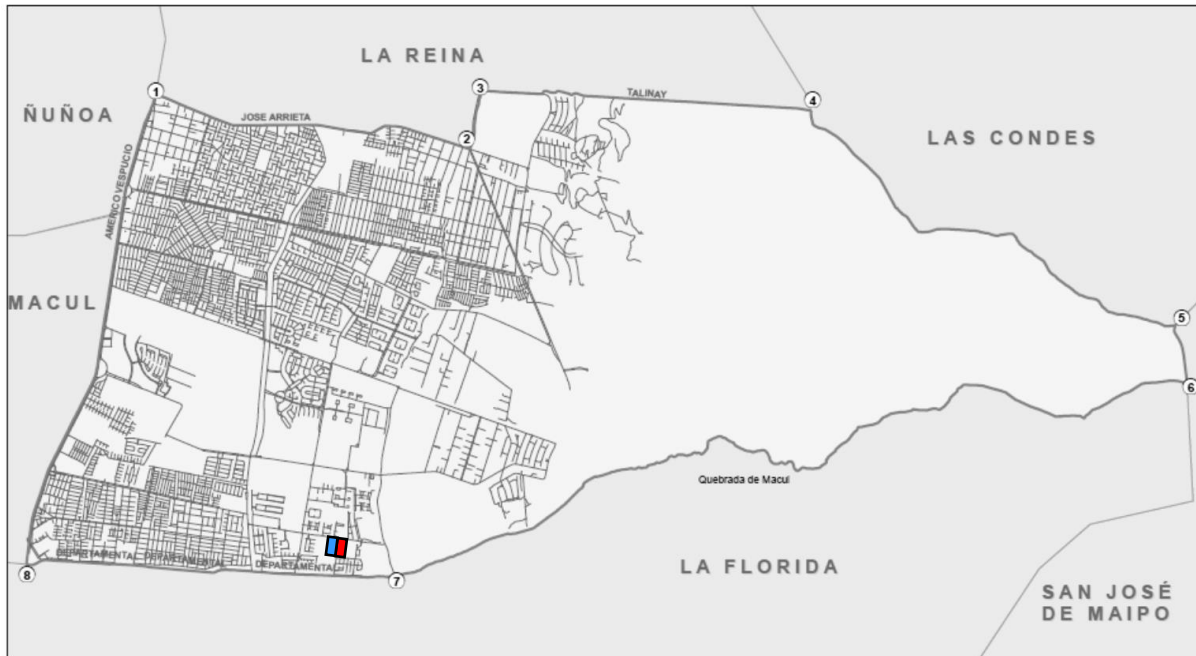 LA REINA
3
TALINAY
1
4
ÑUÑOA
JOSE ARRIETA
2
LAS CONDES
AMERICO VESPUCIO
MACUL
5
6
Quebrada de Macul
DEPARTAMENTAL
DEPARTAMENTAL
DEPARTAMENTAL
8
7
LA FLORIDA
SAN JOSÉ
DE MAIPO